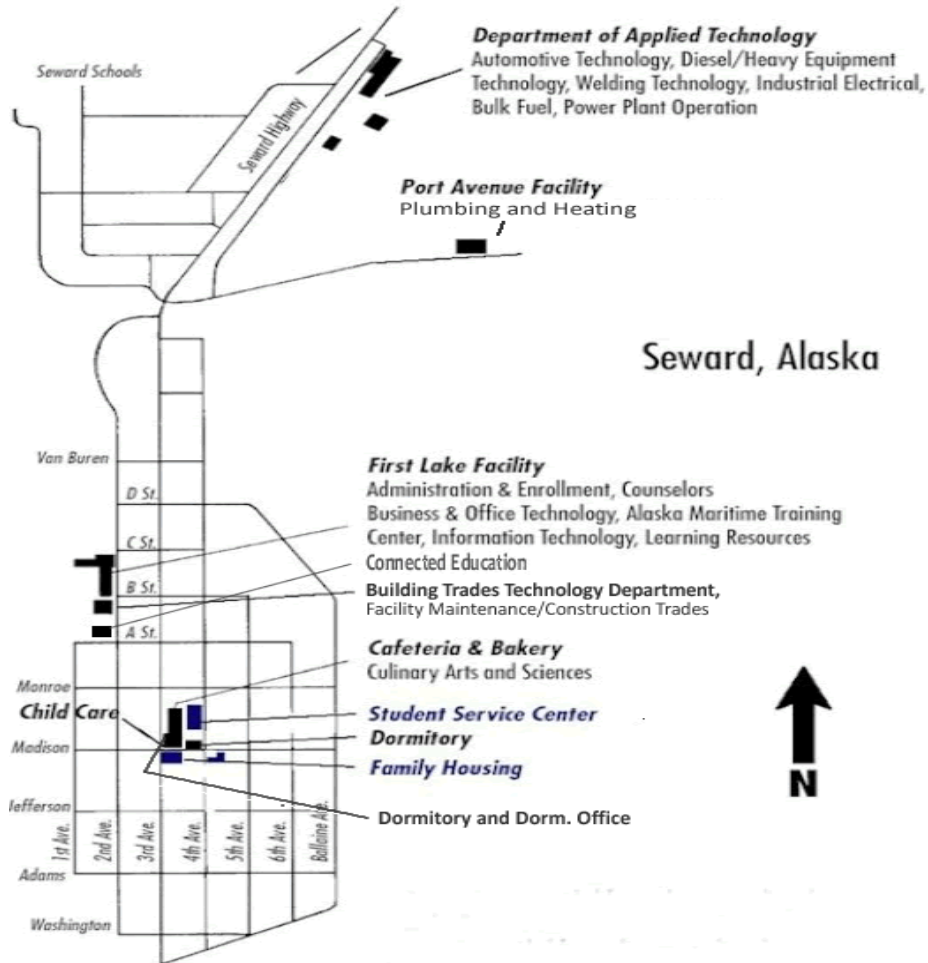 Department of Applied Technology
Automotive Technology, Diesel/Heavy Equipment
Technology, Welding Technology, Industrial Electrical,
Bulk Fuel, Power Plant Operation
Seward Schools
Seward Highway
Port Avenue Facility
Plumbing and Heating
Seward, Alaska
Van Buren
D St.
C St.
B St.
A St.
First Lake Facility
Administration & Enrollment, Counselors
Business & Office Technology, Alaska Maritime Training
Center, Information Technology, Learning Resources
Connected Education
Building Trades Technology Department,
Facility Maintenance/Construction Trades
Cafeteria & Bakery
Culinary Arts and Sciences
Monroe
Child Care
Student Service Center
Madison
Dormitory
Family Housing
Jefferson
Dormitory and Dorm. Office
1st Ave.
2nd Ave.
3rd Ave.
4th Ave.
5th Ave.
6th Ave.
Ballaine Ave.
Adams
Washington
N